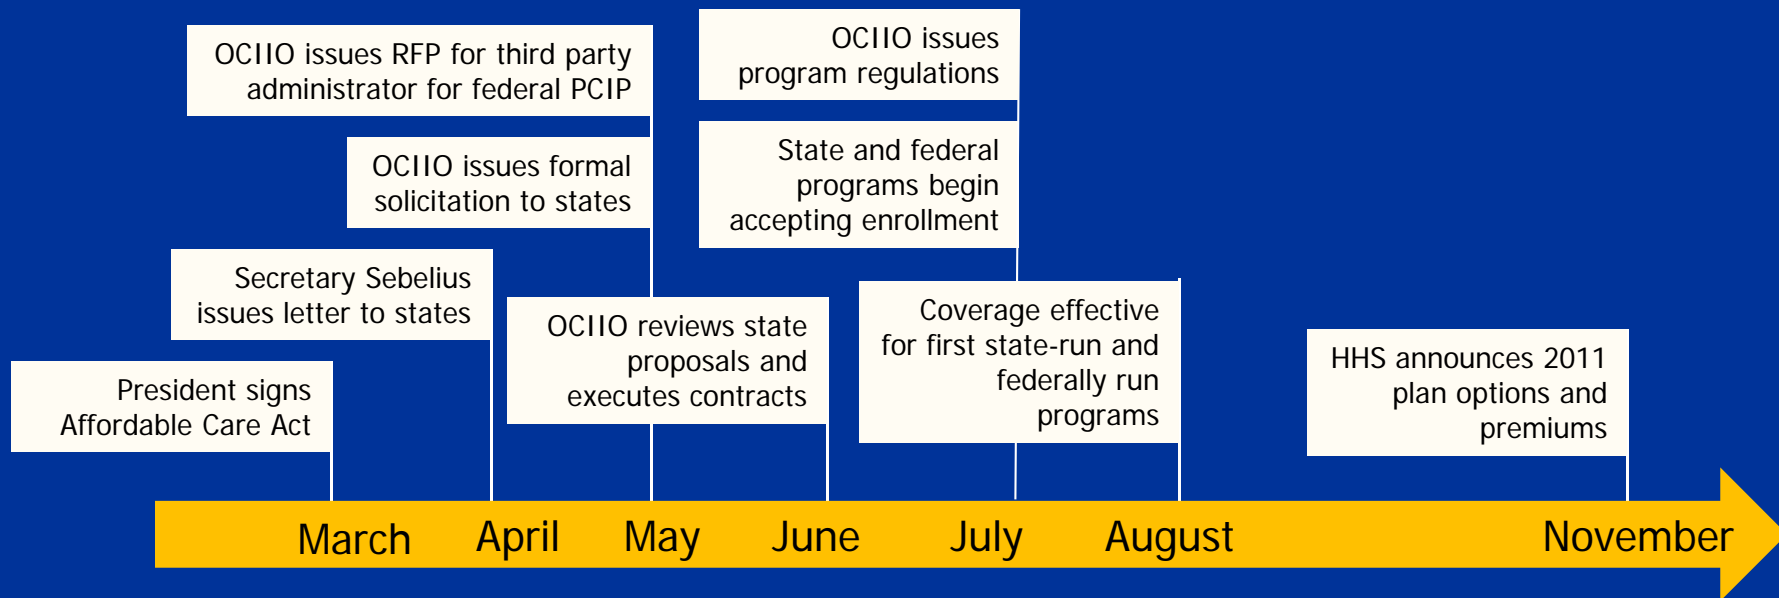 OCIIO issues RFP for third party
administrator for federal PCIP
OCIIO issues
program regulations
OCIIO issues formal
solicitation to states
State and federal
programs begin
accepting enrollment
Secretary Sebelius
issues letter to states
OCIIO reviews state
proposals and
executes contracts
Coverage effective
for first state-run and
federally run
programs
HHS announces 2011
plan options and
premiums
President signs
Affordable Care Act
March April May June July August November